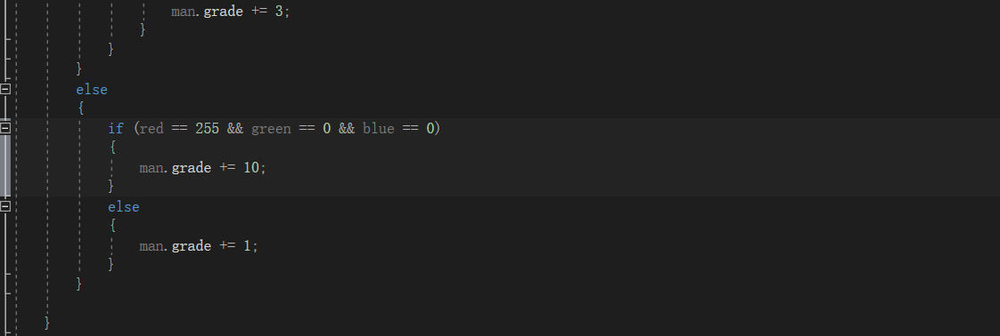 man.grade += 3;
}
}
}
else
{
if (red == 255 && green == 0 && blue == 0)
{
man.grade += 10;
}
else
{
man.grade += 1;
}
}
}